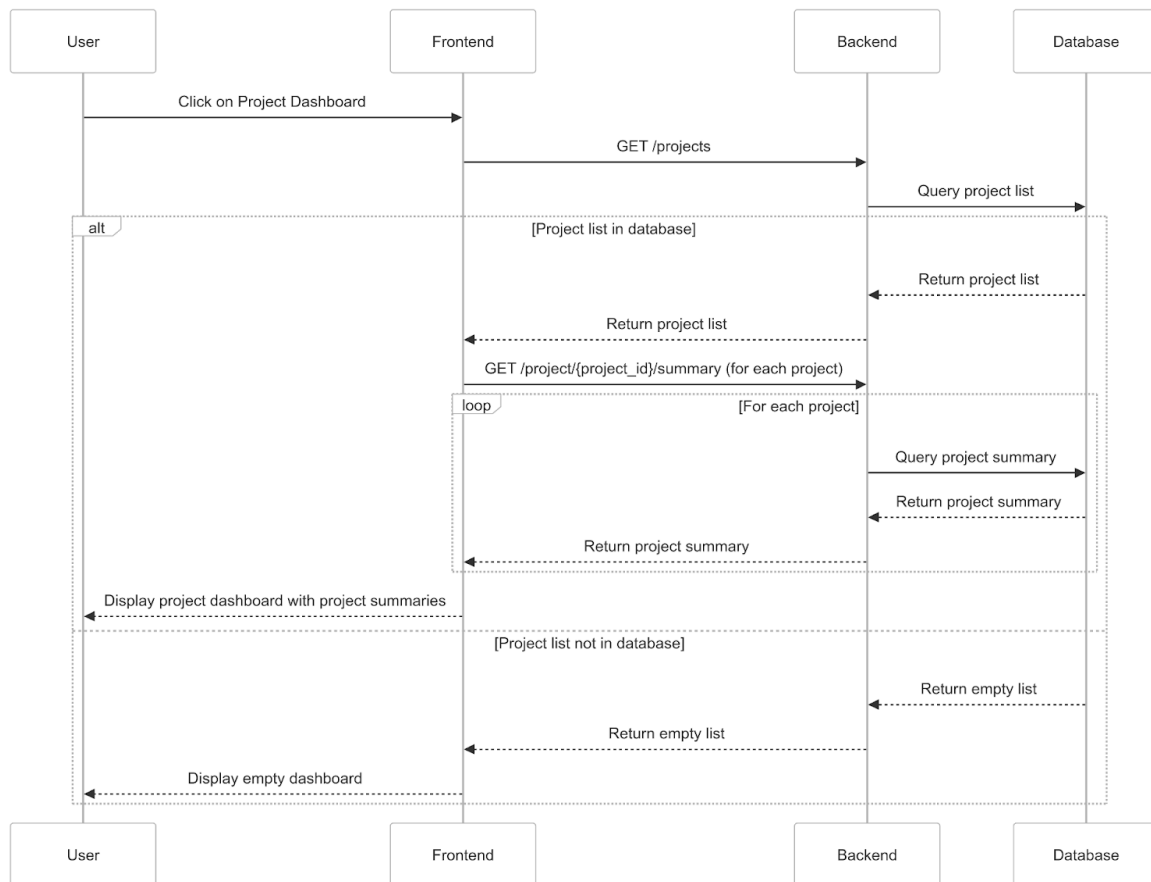 User
Frontend
Backend
Database
Click on Project Dashboard
GET /projects
Query project list
alt
[Project list in database]
Return project list
Return project list
GET /project/{project_id}/summary (for each project)
loop
[For each project]
Query project summary
Return project summary
Return project summary
Display project dashboard with project summaries
[Project list not in database]
Return empty list
Return empty list
Display empty dashboard
User
Frontend
Backend
Database